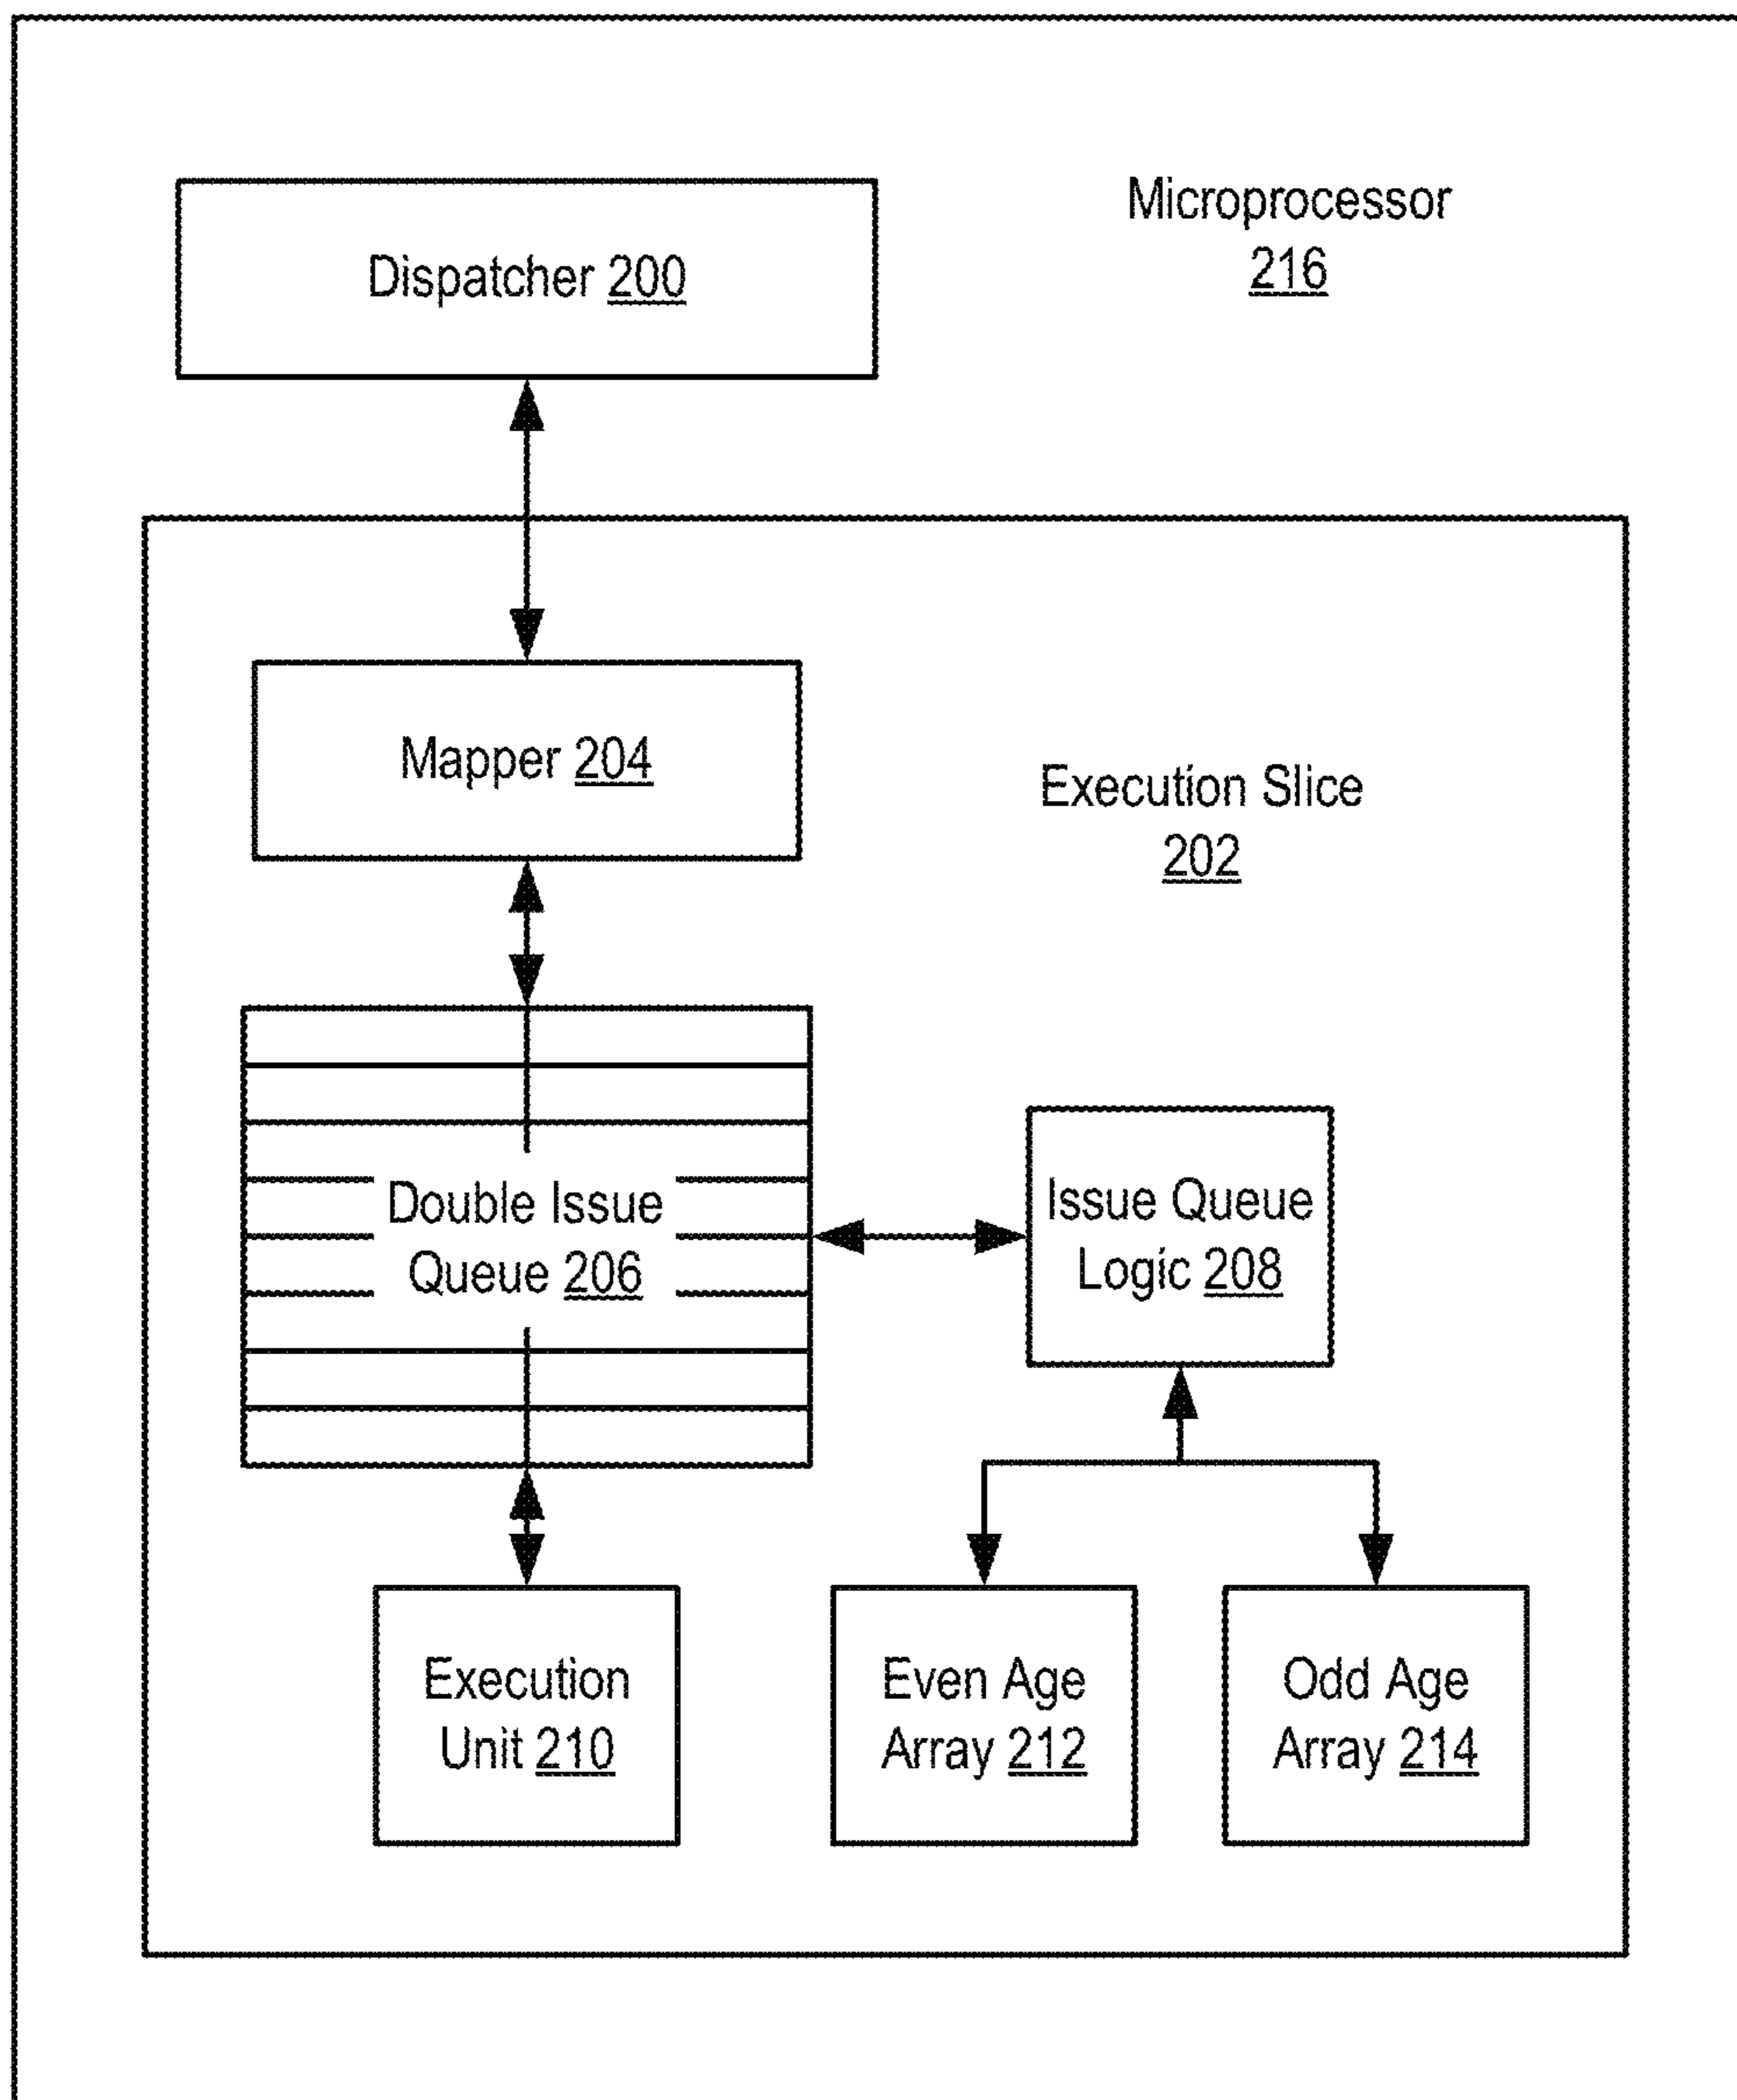 Microprocessor
216
Dispatcher 200
Mapper 204
Execution Slice
202
Double Issue
Queue 206
Issue Queue
Logic 208
Execution
Unit 210
Even Age
Array 212
Odd Age
Array 214